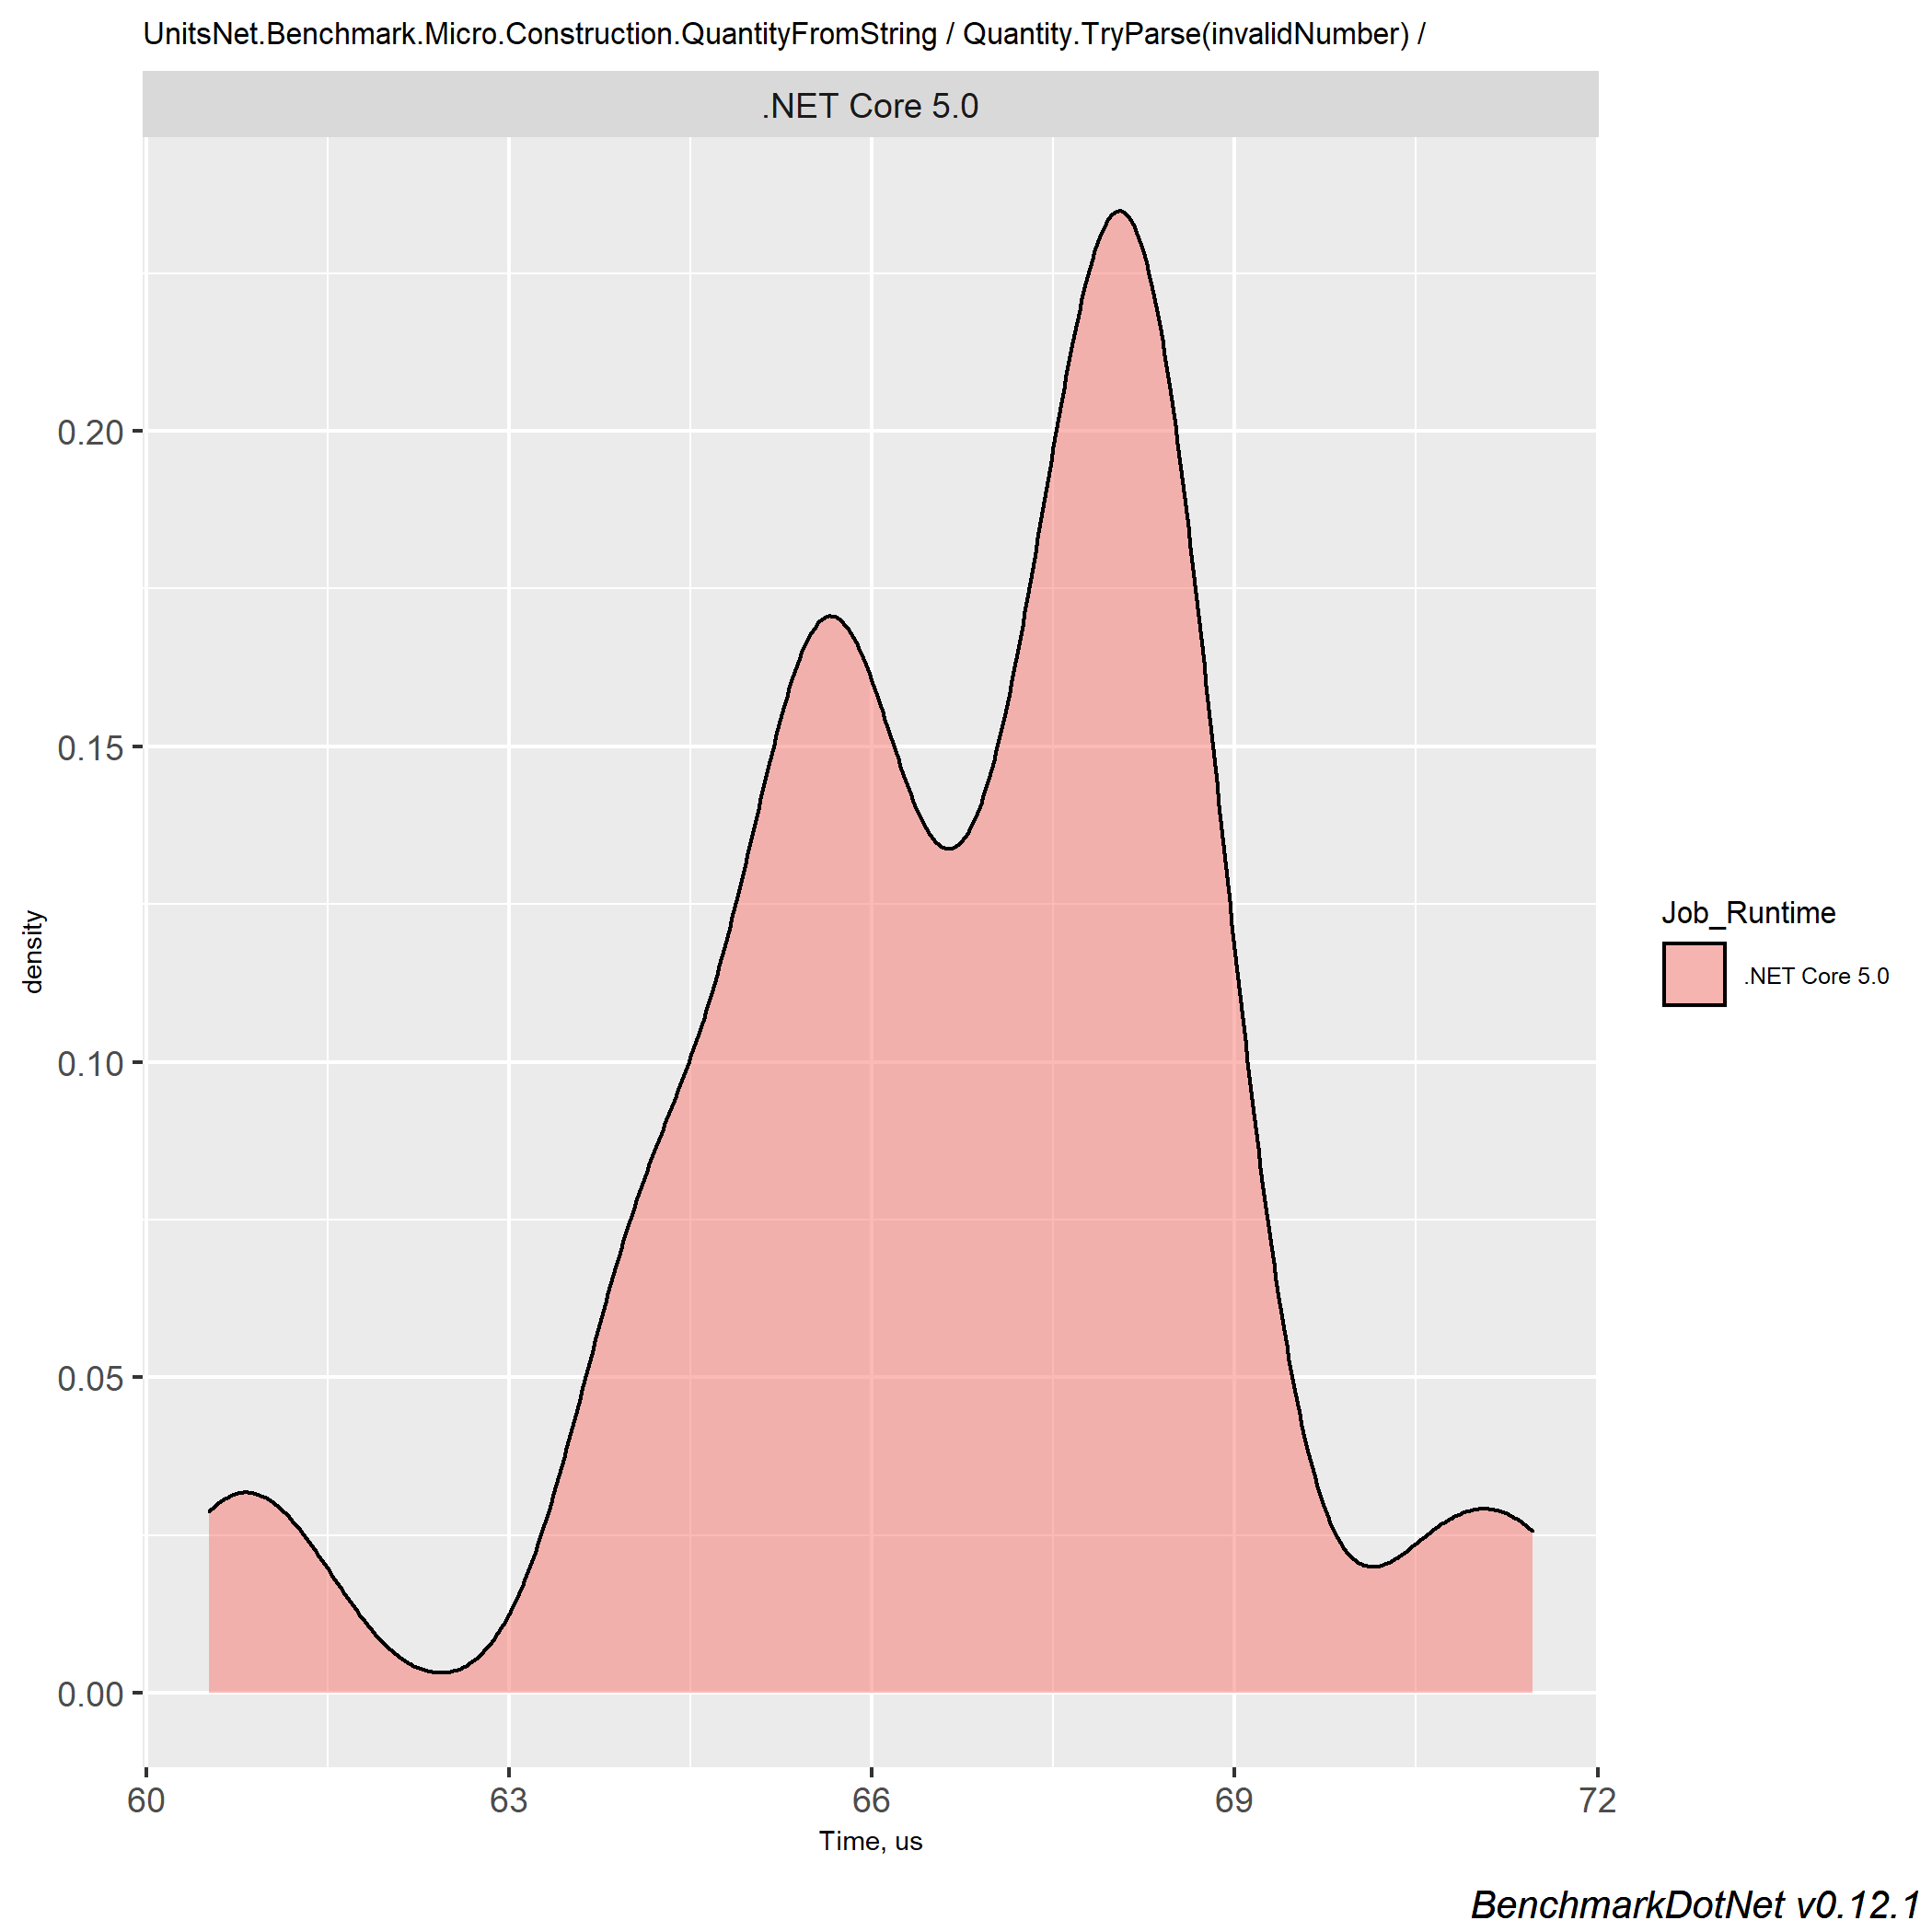 UnitsNet.Benchmark.Micro.Construction.QuantityFromString / Quantity.TryParse(invalidNumber) /
.NET Core 5.0
0.20
0.15
0.10
0.05
0.00
density
60 63 66 69 72
Time, us
Job_Runtime
.NET Core 5.0
BenchmarkDotNet v0.12.1